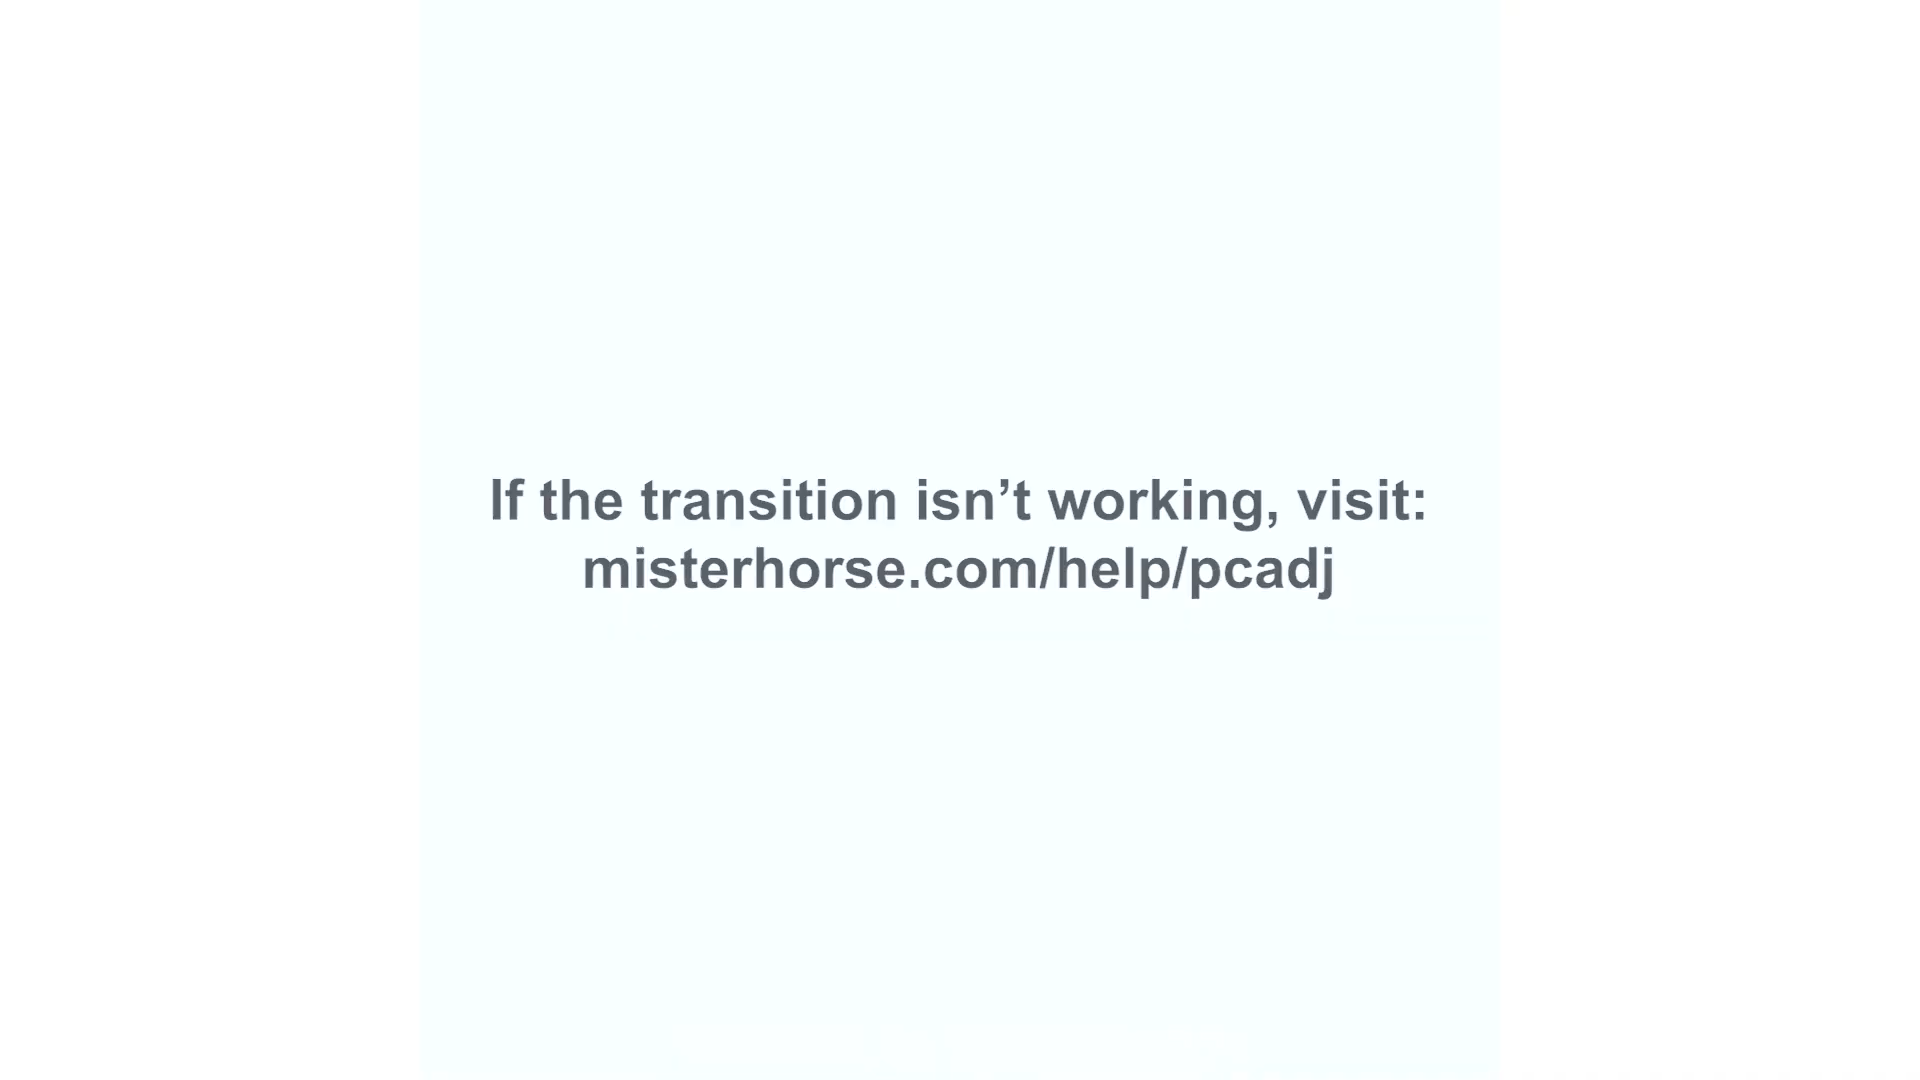 If the transition isn’t working, visit:
misterhorse.com/help/pcadj